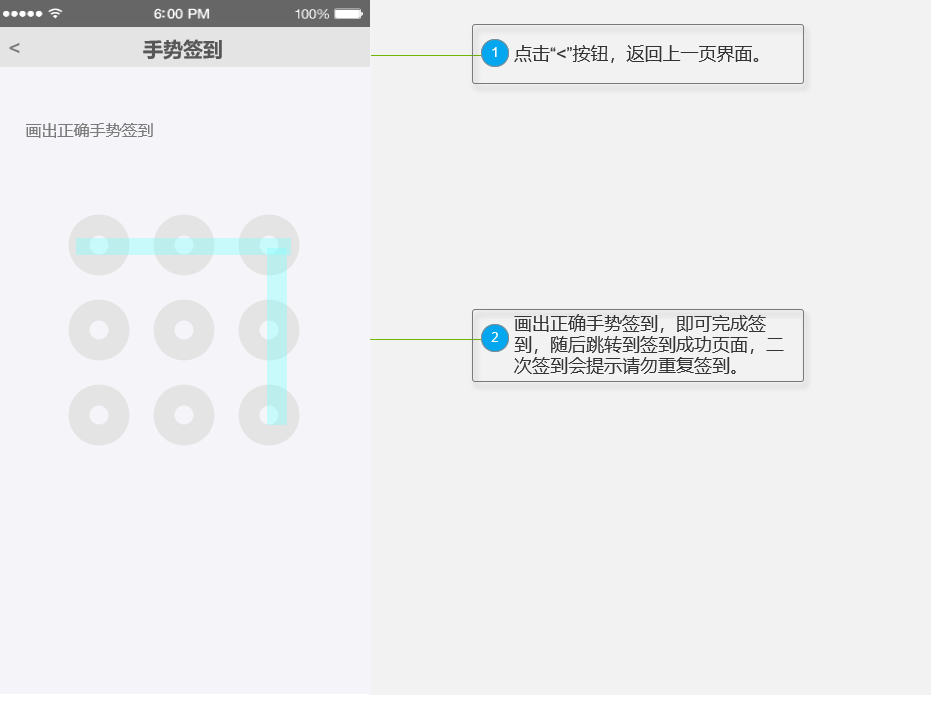 6:00 PM 100%
< 手势签到
1 点击“<”按钮，返回上一页界面。
画出正确手势签到
2 画出正确手势签到，即可完成签
到，随后跳转到签到成功页面，二
次签到会提示请勿重复签到。